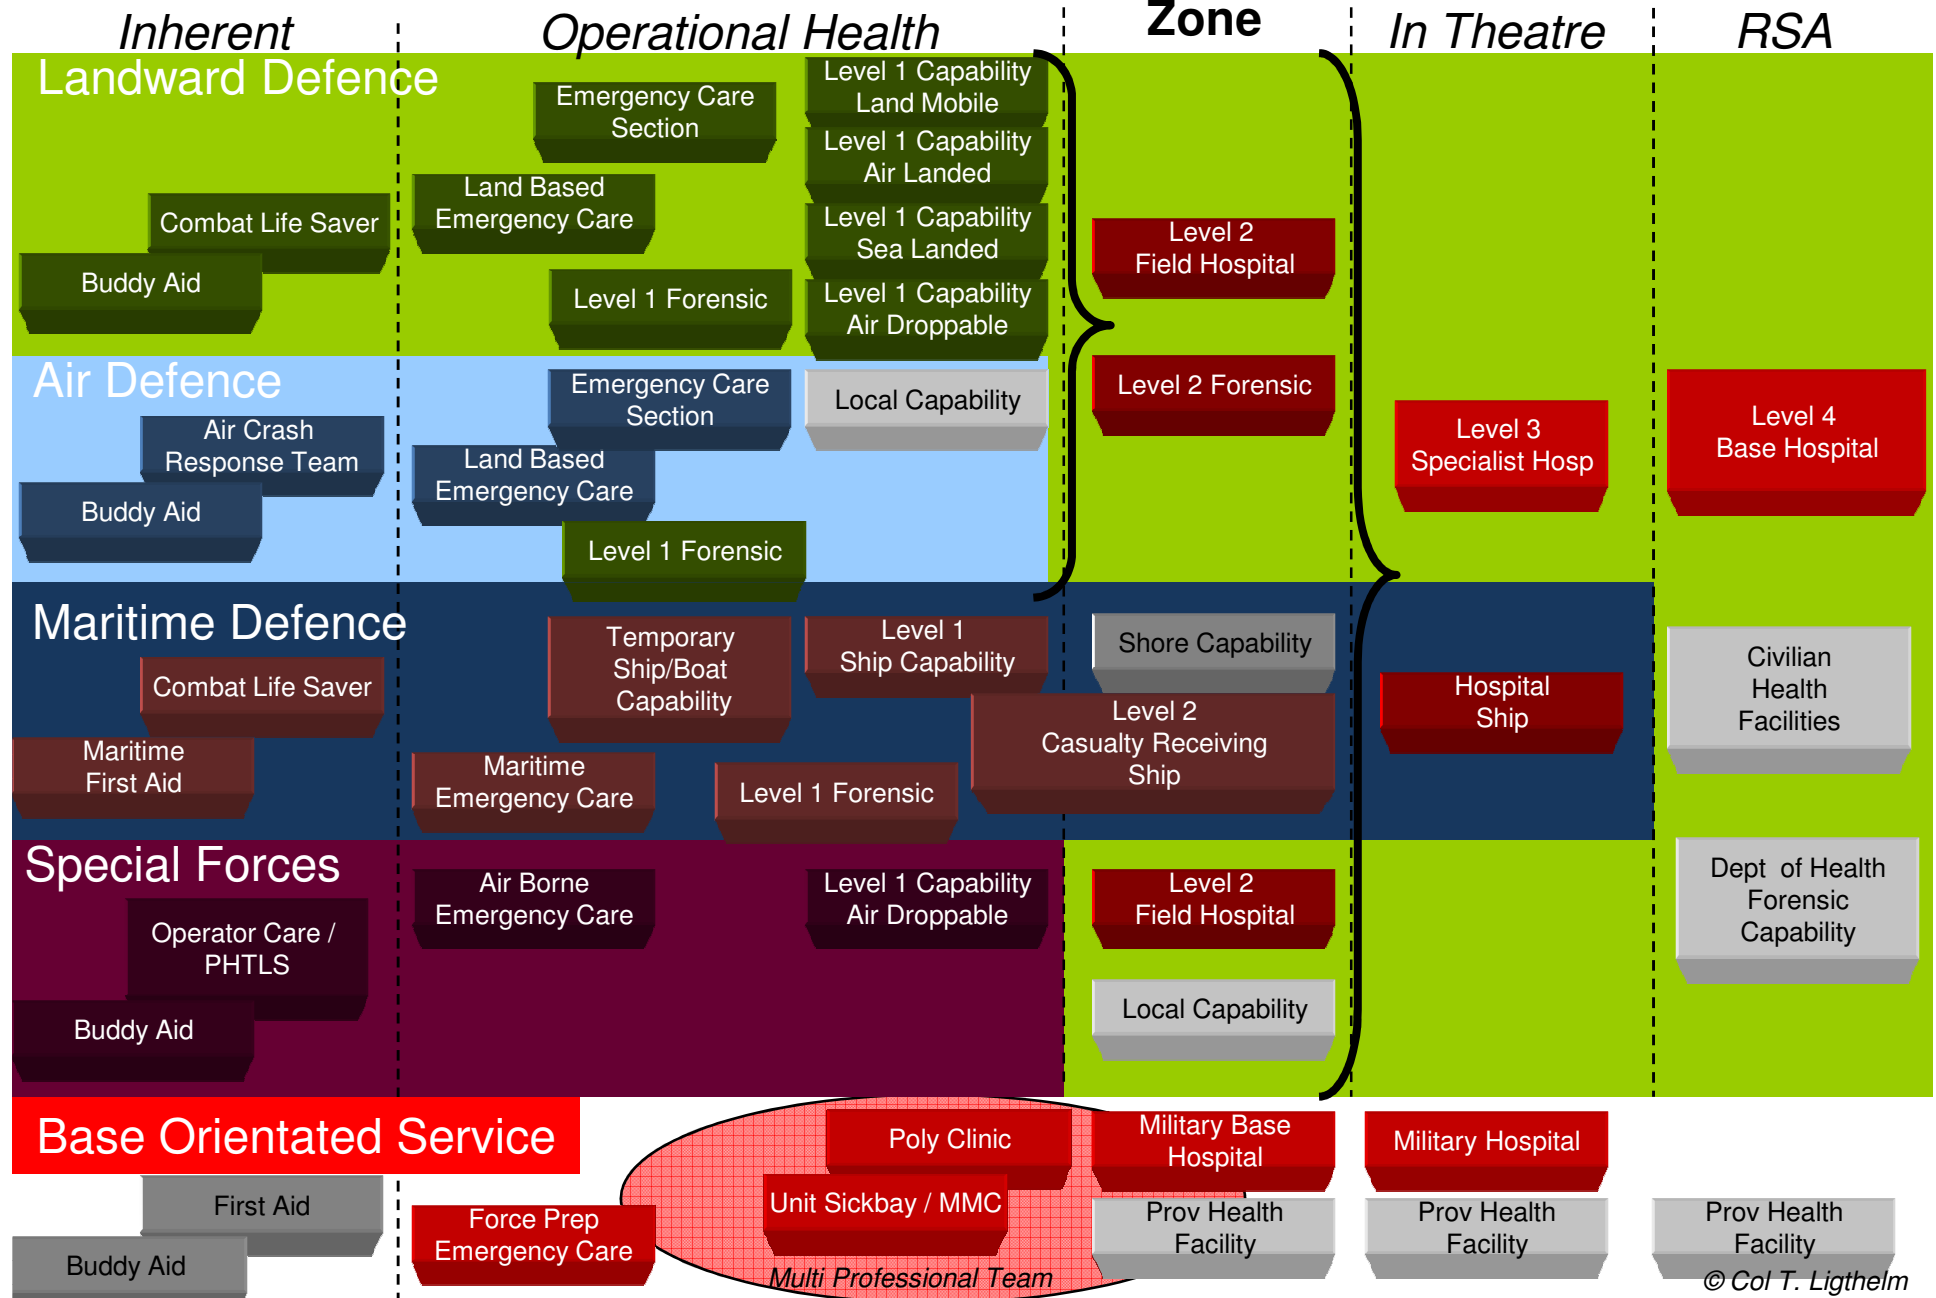 Inherent
Operational Health
Zone
In Theatre
RSA
Landward Defence
Emergency Care
Section
Level 1 Capability
Land Mobile
Level 1 Capability
Air Landed
Land Based
Emergency Care
Combat Life Saver
Level 1 Capability
Sea Landed
Level 2
Field Hospital
Buddy Aid
Level 1 Forensic
Level 1 Capability
Air Droppable
Air Defence
Emergency Care
Section
Local Capability
Level 2 Forensic
Air Crash
Response Team
Land Based
Emergency Care
Level 3
Specialist Hosp
Level 4
Base Hospital
Buddy Aid
Level 1 Forensic
Maritime Defence
Temporary
Ship/Boat
Capability
Level 1
Ship Capability
Shore Capability
Civilian
Health
Facilities
Combat Life Saver
Hospital
Ship
Level 2
Casualty Receiving
Ship
Maritime
First Aid
Maritime
Emergency Care
Level 1 Forensic
Special Forces
Air Borne
Emergency Care
Level 1 Capability
Air Droppable
Level 2
Field Hospital
Dept of Health
Forensic
Capability
Operator Care /
PHTLS
Buddy Aid
Local Capability
Base Orientated Service
Poly Clinic
Military Base
Hospital
Military Hospital
First Aid
Unit Sickbay / MMC
Force Prep
Emergency Care
Prov Health
Facility
Prov Health
Facility
Prov Health
Facility
Buddy Aid
Multi Professional Team
© Col T. Ligthelm